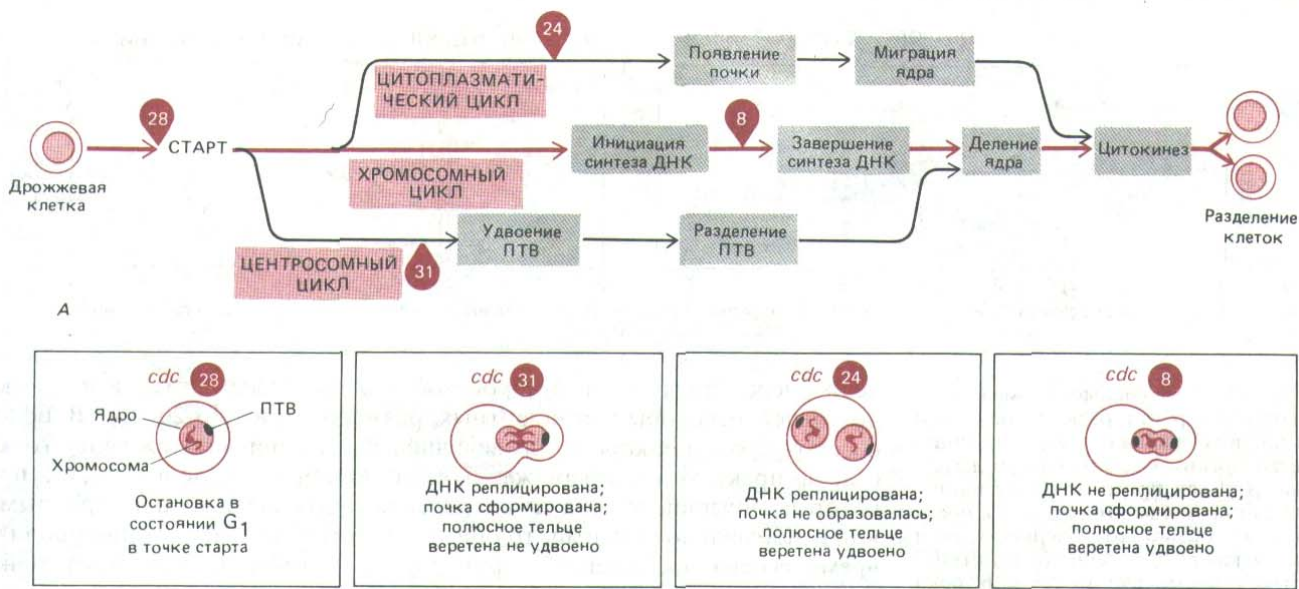 24
Появление
почки
Миграция
ядра
ЦИТОПЛАЗМАТИ-
ЧЕСКИЙ ЦИКЛ
28
СТАРТ
8
Инициация
синтеза ДНК
Завершение
синтеза ДНК
Деление
ядра
Цитокинез
Дрожжевая
клетка
ХРОМОСОМНЫЙ
ЦИКЛ
Разделение
клеток
Удвоение
ПТВ
Разделение
ПТВ
ЦЕНТРОСОМНЫЙ
ЦИКЛ
31
А
cdc 28
Ядро
ПТВ
Хромосома
Остановка в
состоянии G1
в точке старта
cdc 31
ДНК реплицирована;
почка сформирована;
полюсное тельце
веретена не удвоено
cdc 24
ДНК реплицирована;
почка не образовалась;
полюсное тельце
веретена удвоено
cdc 8
ДНК не реплицирована;
почка сформирована;
полюсное тельце
веретена удвоено